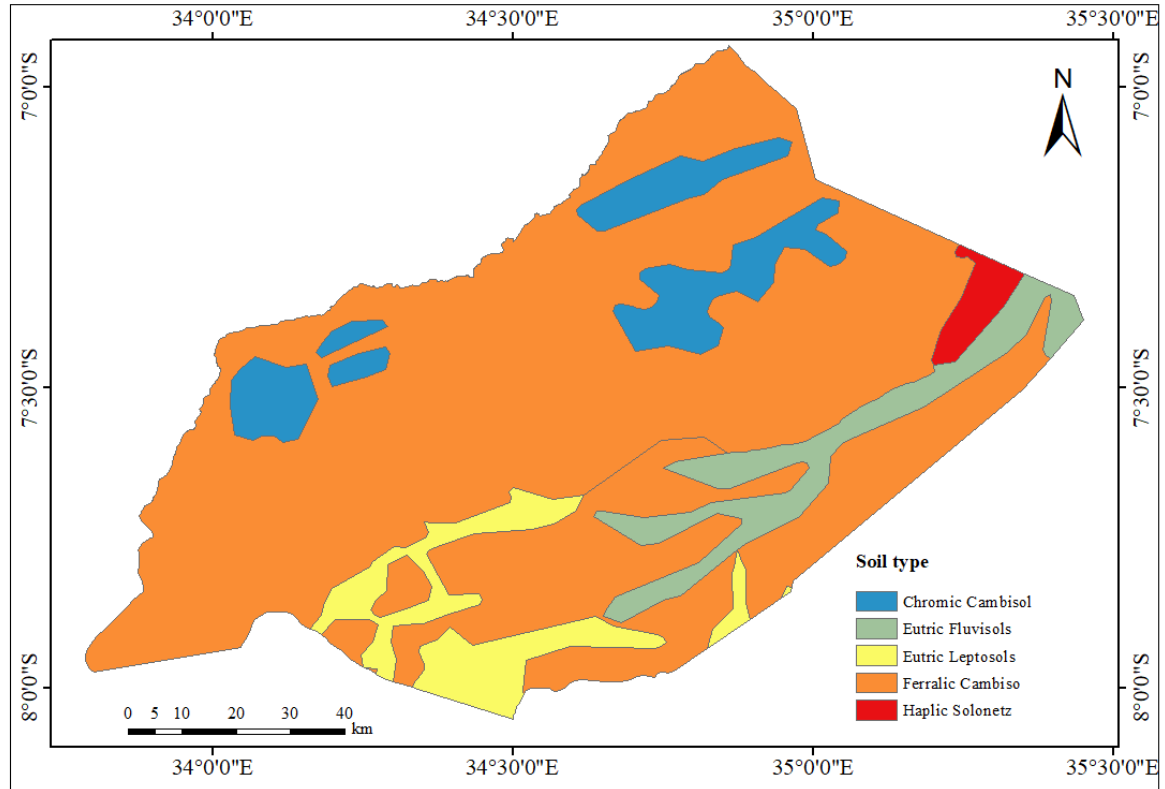 34°0'0"E 34°30'0"E 35°0'0"E 35°30'0"E
7°0'0"S 7°0'0"S
N
7°30'0"S 7°30'0"S
Soil type
Chromic Cambisol
Eutric Fluvisols
Eutric Leptosols
Ferralic Cambiso
Haplic Solonetz
8°0'0"S 8°0'0"S
0 5 10 20 30 40
km
34°0'0"E 34°30'0"E 35°0'0"E 35°30'0"E